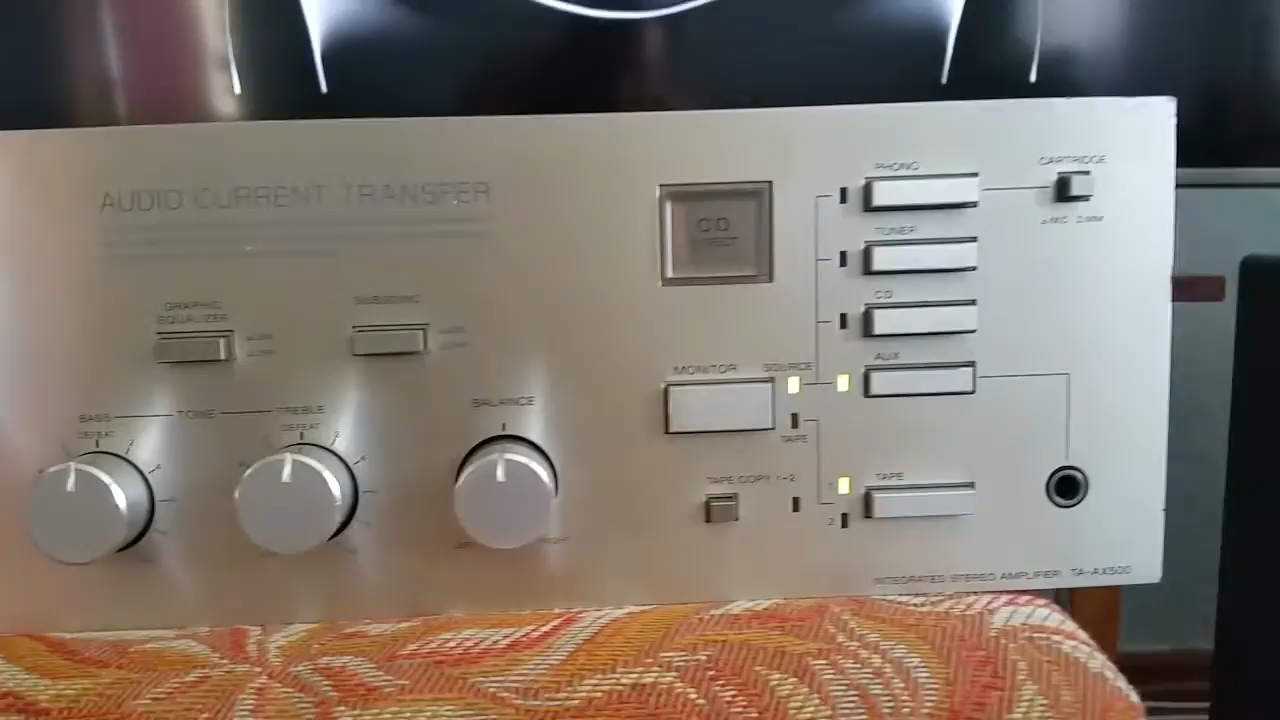 AUDIO CURRENT TRANSFER
PHONO
CARTRIDGE
CD
TUNER
CD
GRAPHIC
EQUALIZER
SUBSONIC
AUX
MONITOR
SOURCE
BASS
TONE
TREBLE
BALANCE
DEFEAT
DEFEAT
TAPE
TAPE COPY 1-2
TAPE
1
2
INTEGRATED STEREO AMPLIFIER TA-AX500